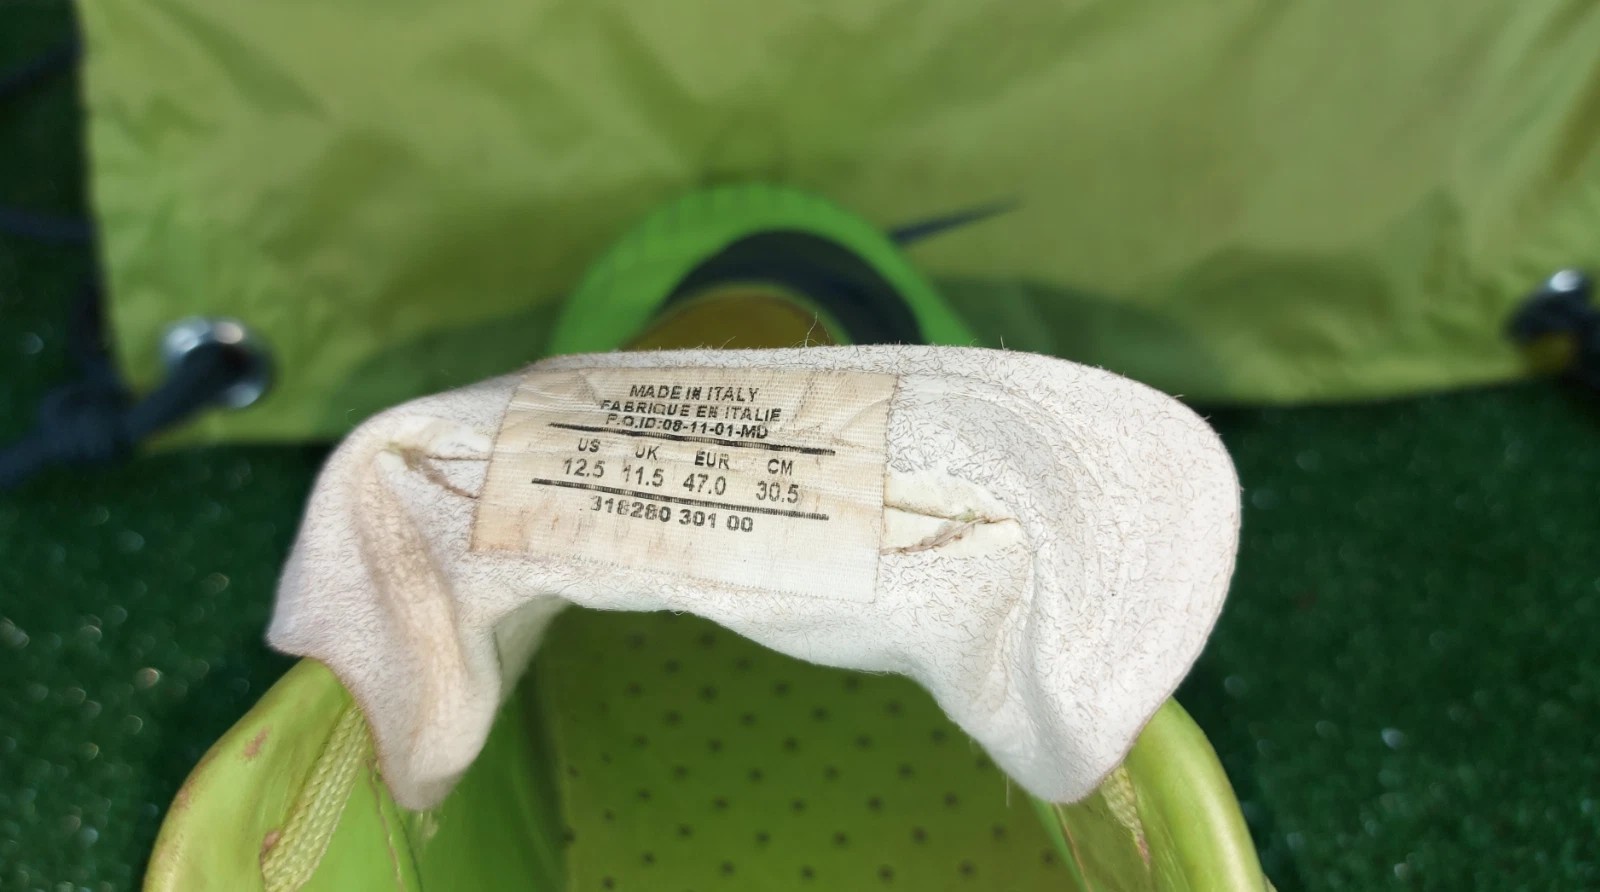 MADE IN ITALY
FABRIQUE EN ITALIE
P.O.ID:08-11-01-MD
US UK EUR CM
12.5 11.5 47.0 30.5
318280 301 00